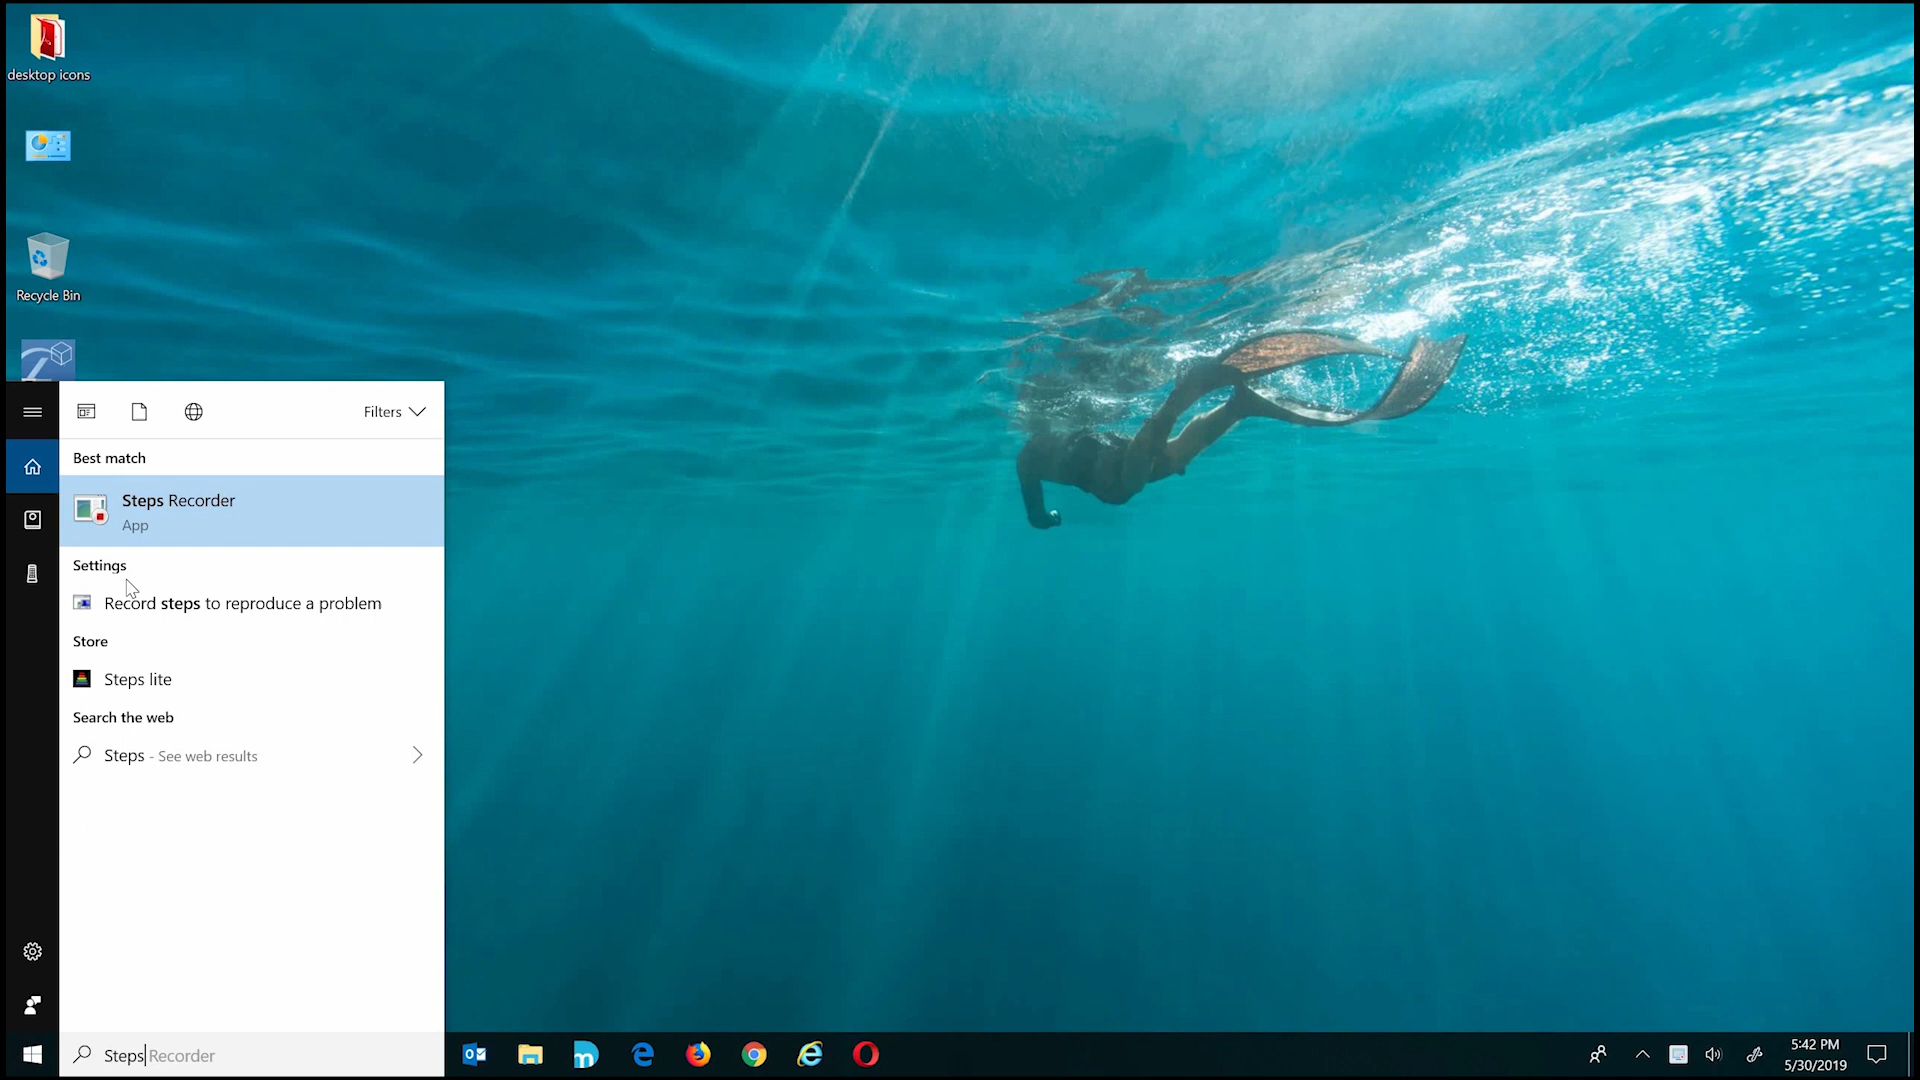 desktop icons
Recycle Bin
Filters
Best match
Steps Recorder
App
Settings
Record steps to reproduce a problem
Store
Steps lite
Search the web
Steps - See web results
Steps Recorder
5:42 PM
5/30/2019